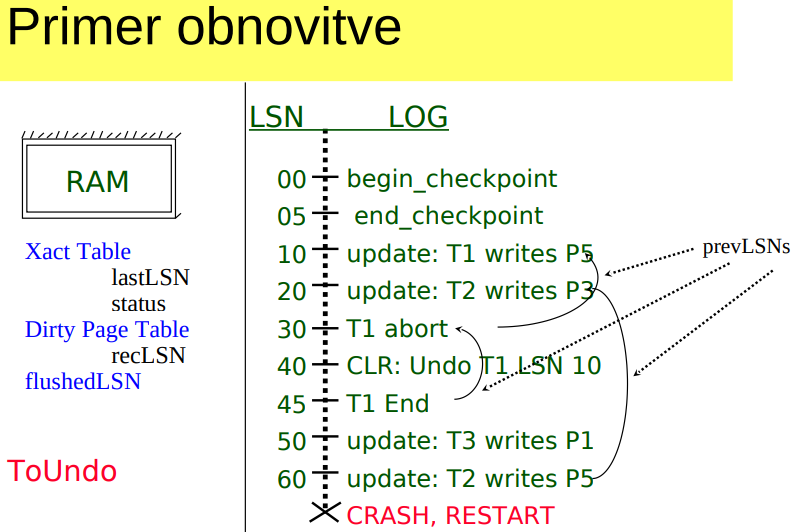 Primer obnovitve
LSN LOG
RAM
00 begin_checkpoint
05 end_checkpoint
Xact Table
lastLSN
status
Dirty Page Table
recLSN
flushedLSN
ToUndo
10 update: T1 writes P5
20 update: T2 writes P3
30 T1 abort
40 CLR: Undo T1 LSN 10
45 T1 End
50 update: T3 writes P1
60 update: T2 writes P5
CRASH, RESTART
prevLSNs